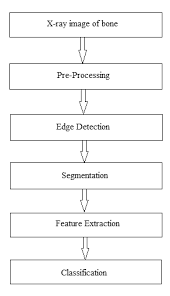 X-ray image of bone
Pre-Processing
Edge Detection
Segmentation
Feature Extraction
Classification